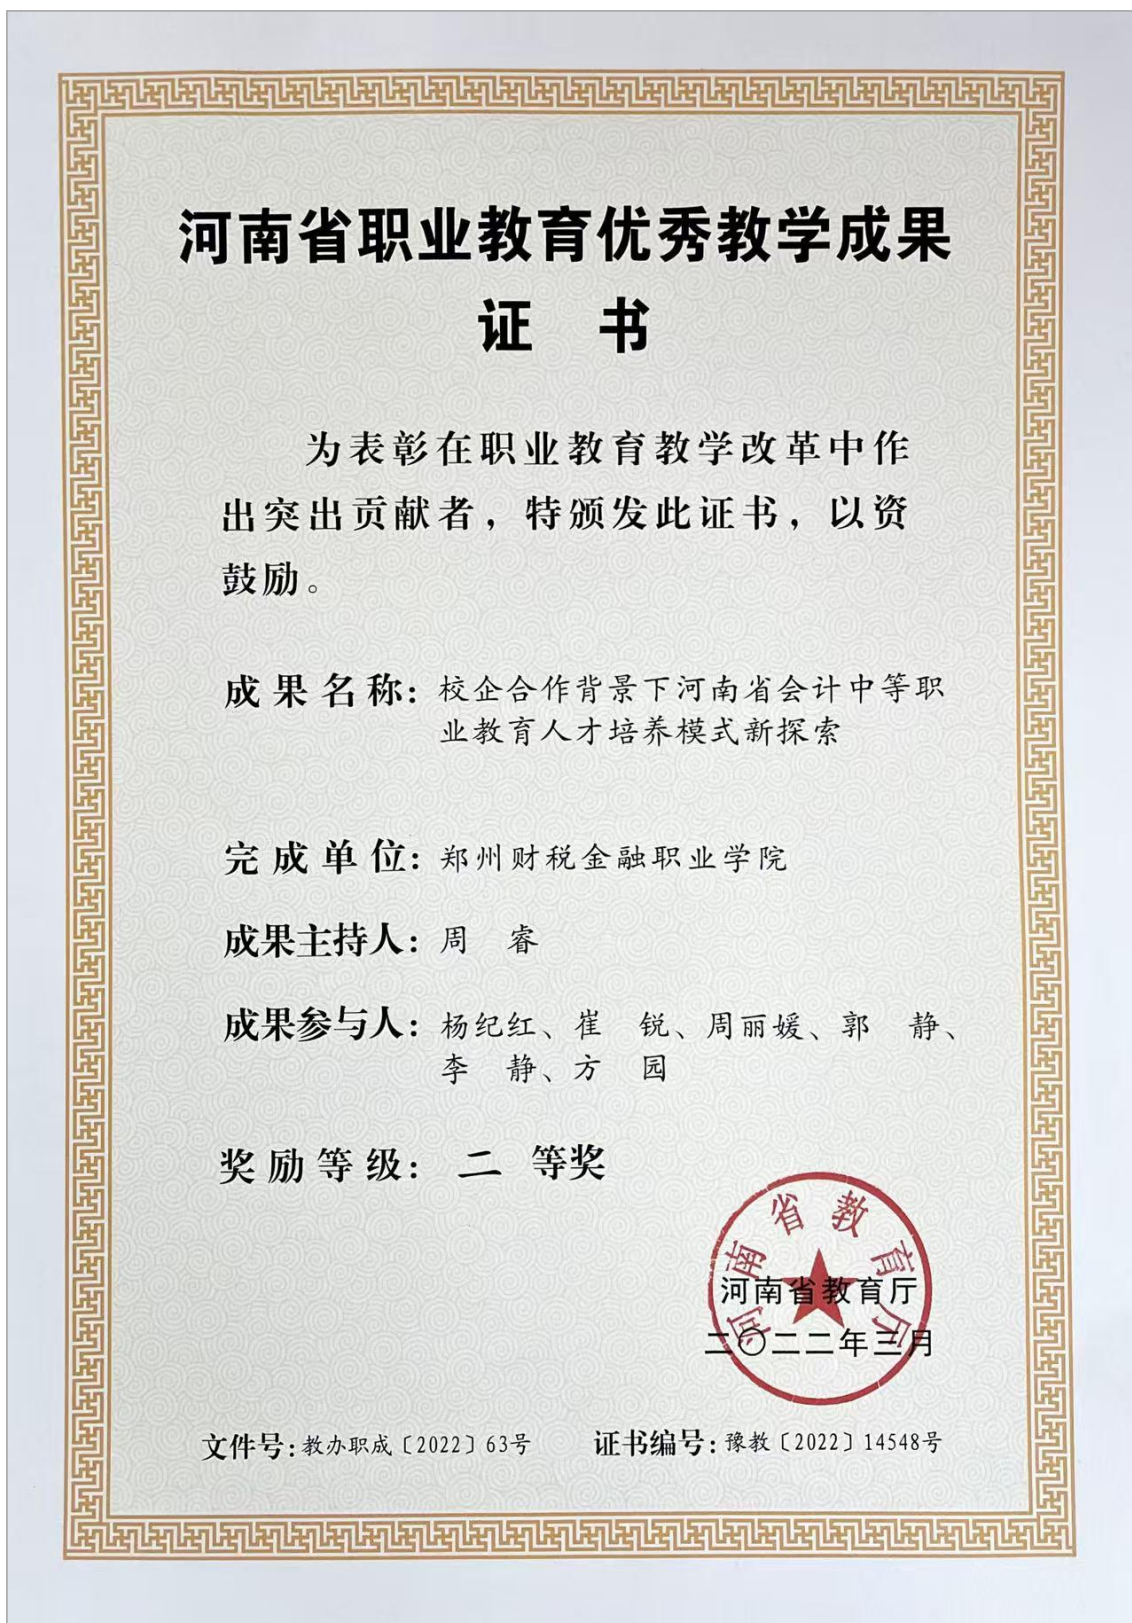 河南省职业教育优秀教学成果
证 书
为表彰在职业教育教学改革中作
出突出贡献者，特颁发此证书，以资
鼓励。
成果名称：校企合作背景下河南省会计中等职
业教育人才培养模式新探索
完成单位：郑州财税金融职业学院
成果主持人：周 睿
成果参与人：杨纪红、崔 锐、周丽媛、郭 静、
李 静、方 园
奖励等级： 二 等奖
河南省教育厅
河南省教育厅
二〇二二年三月
文件号：教办职成〔2022〕63号 证书编号：豫教〔2022〕14548号